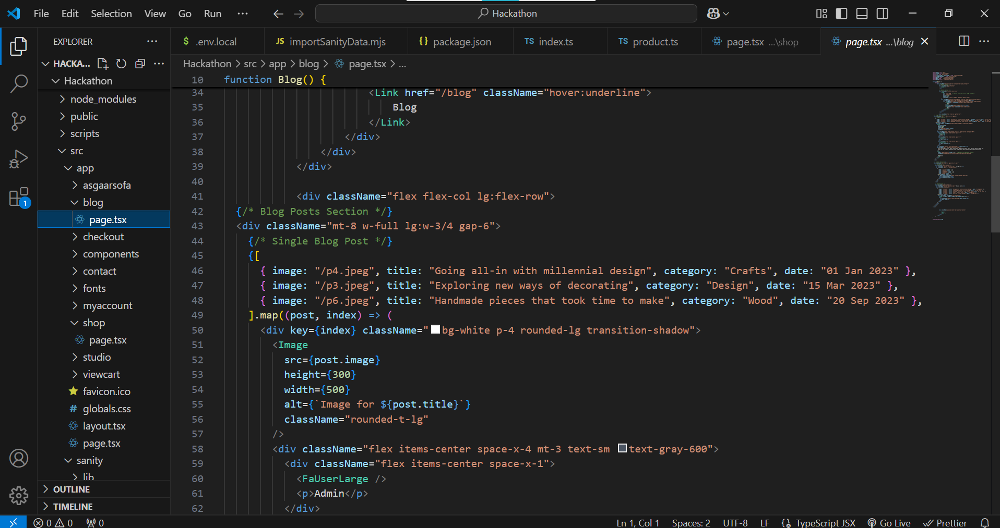 File Edit Selection View Go Run ··· Hackathon
EXPLORER ···
$ .env.local JS importSanityData.mjs {} package.json TS index.ts TS product.ts page.tsx ...\shop page.tsx ...\blog
HACKA...
Hackathon > src > app > blog > page.tsx > ...
Hackathon
node_modules
public
scripts
src
app
asgaarsofa
blog
page.tsx
checkout
components
contact
fonts
myaccount
shop
page.tsx
studio
viewcart
favicon.ico
# globals.css
layout.tsx
page.tsx
sanity
lib
OUTLINE
TIMELINE
1
10 function Blog() {
34 <Link href="/blog" className="hover:underline">
35 Blog
36 </Link>
37 </div>
38 </div>
39 </div>
40
41 <div className="flex flex-col lg:flex-row">
42 {/* Blog Posts Section */}
43 <div className="mt-8 w-full lg:w-3/4 gap-6">
44 {/* Single Blog Post */}
45 {[
46 { image: "/p4.jpeg", title: "Going all-in with millennial design", category: "Crafts", date: "01 Jan 2023" },
47 { image: "/p3.jpeg", title: "Exploring new ways of decorating", category: "Design", date: "15 Mar 2023" },
48 { image: "/p6.jpeg", title: "Handmade pieces that took time to make", category: "Wood", date: "20 Sep 2023" },
49 ].map((post, index) => (
50 <div key={index} className="bg-white p-4 rounded-lg transition-shadow">
51 <Image
52 src={post.image}
53 height={300}
54 width={500}
55 alt={`Image for ${post.title}`}
56 className="rounded-t-lg"
57 />
58 <div className="flex items-center space-x-4 mt-3 text-sm text-gray-600">
59 <div className="flex items-center space-x-1">
60 <FaUserLarge />
61 <p>Admin</p>
62 </div>
0 0 0 Ln 1, Col 1 Spaces: 2 UTF-8 LF {} TypeScript JSX Go Live Prettier